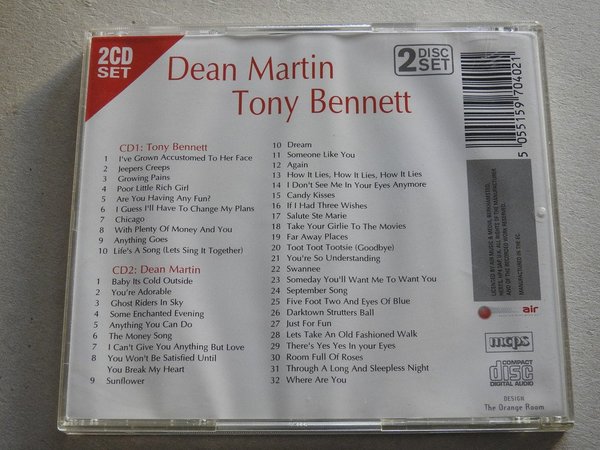 2CD
SET
Dean Martin
Tony Bennett
2 DISC
SET
CD1: Tony Bennett
1 I've Grown Accustomed To Her Face
2 Jeepers Creeps
3 Growing Pains
4 Poor Little Rich Girl
5 Are You Having Any Fun?
6 I Guess I'll Have To Change My Plans
7 Chicago
8 With Plenty Of Money And You
9 Anything Goes
10 Life's A Song (Lets Sing It Together)
CD2: Dean Martin
1 Baby Its Cold Outside
2 You're Adorable
3 Ghost Riders In Sky
4 Some Enchanted Evening
5 Anything You Can Do
6 The Money Song
7 I Can't Give You Anything But Love
8 You Won't Be Satisfied Until
You Break My Heart
9 Sunflower
10 Dream
11 Someone Like You
12 Again
13 How It Lies, How It Lies, How It Lies
14 I Don't See Me In Your Eyes Anymore
15 Candy Kisses
16 If I Had Three Wishes
17 Salute Ste Marie
18 Take Your Girlie To The Movies
19 Far Away Places
20 Toot Toot Tootsie (Goodbye)
21 You're So Understanding
22 Swannee
23 Someday You'll Want Me To Want You
24 September Song
25 Five Foot Two And Eyes Of Blue
26 Darktown Strutters Ball
27 Just For Fun
28 Lets Take An Old Fashioned Walk
29 There's Yes Yes in your Eyes
30 Room Full Of Roses
31 Through A Long And Sleepless Night
32 Where Are You
5 055159 704021
MANUFACTURED IN THE EC.
air
mcps
COMPACT
disc
DIGITAL AUDIO
DESIGN
The Orange Room